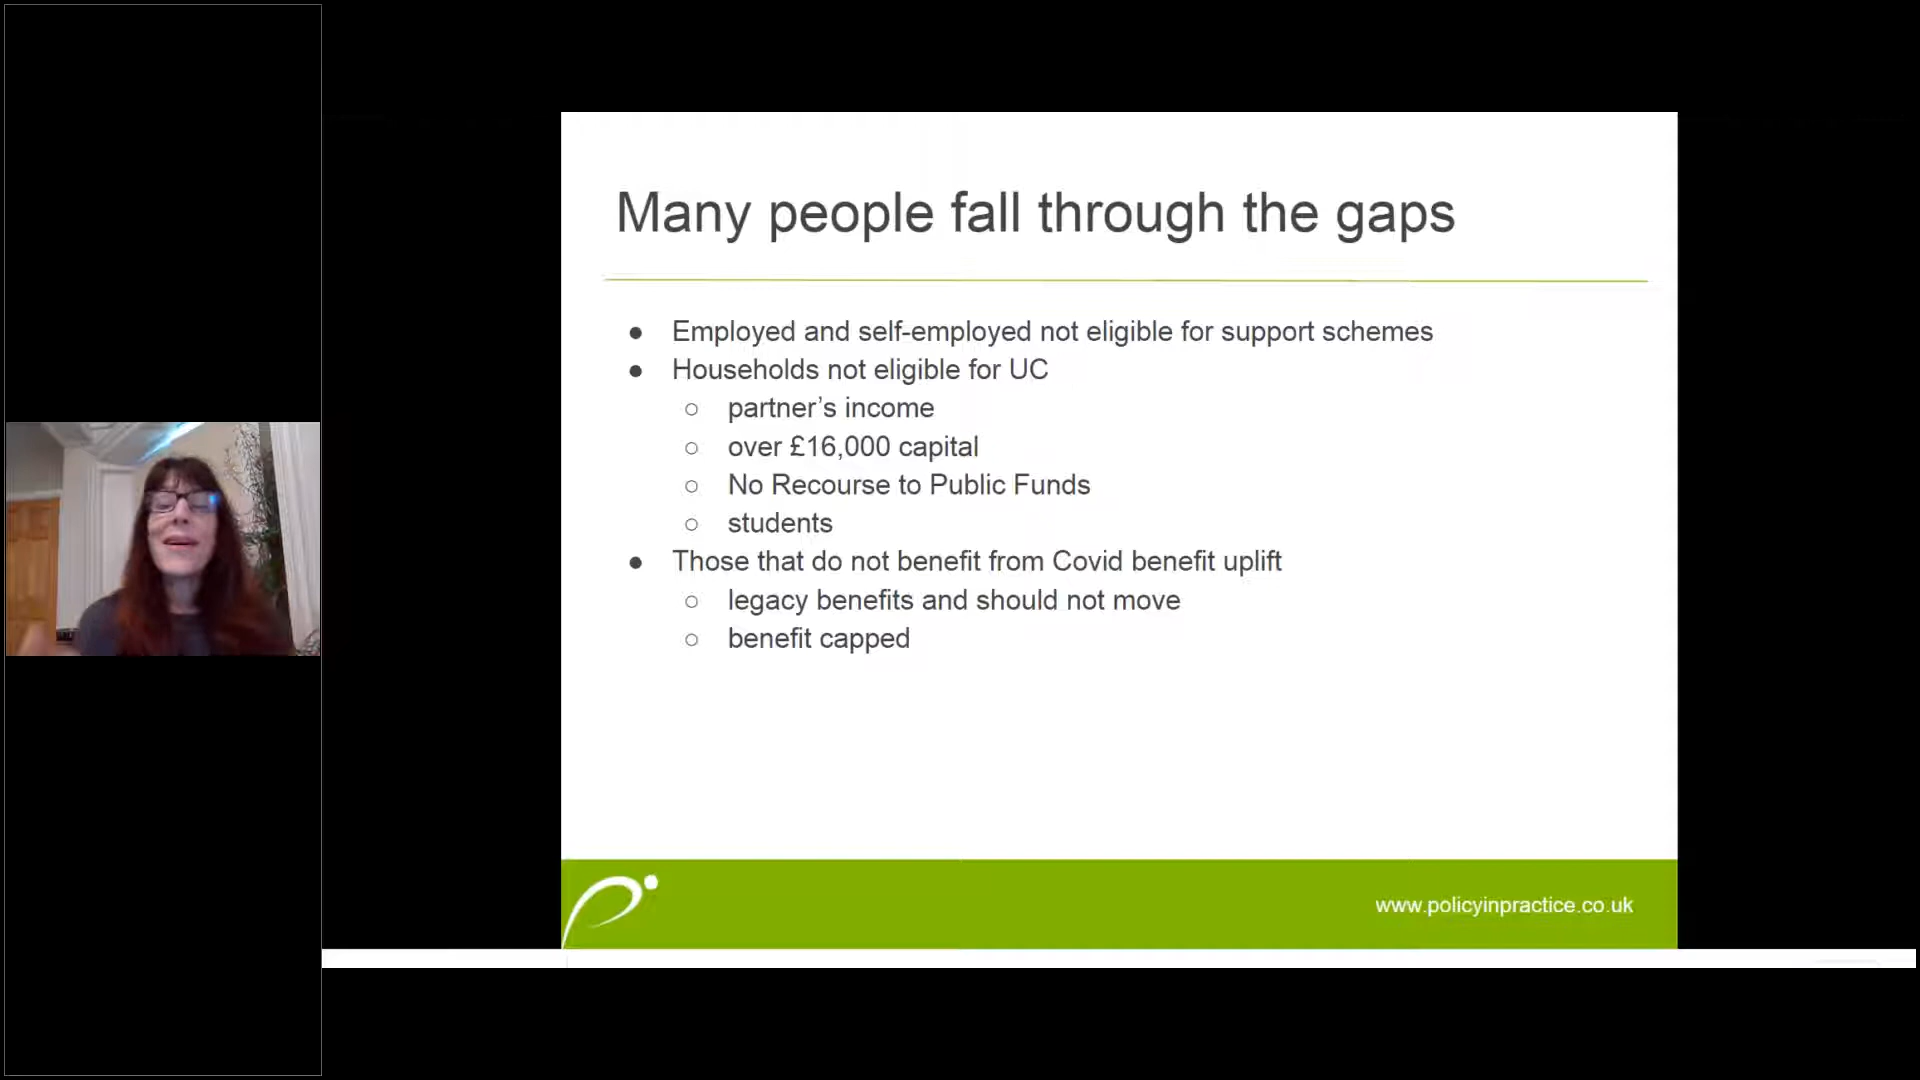 Many people fall through the gaps
● Employed and self-employed not eligible for support schemes
● Households not eligible for UC
○ partner’s income
○ over £16,000 capital
○ No Recourse to Public Funds
○ students
● Those that do not benefit from Covid benefit uplift
○ legacy benefits and should not move
○ benefit capped
www.policyinpractice.co.uk